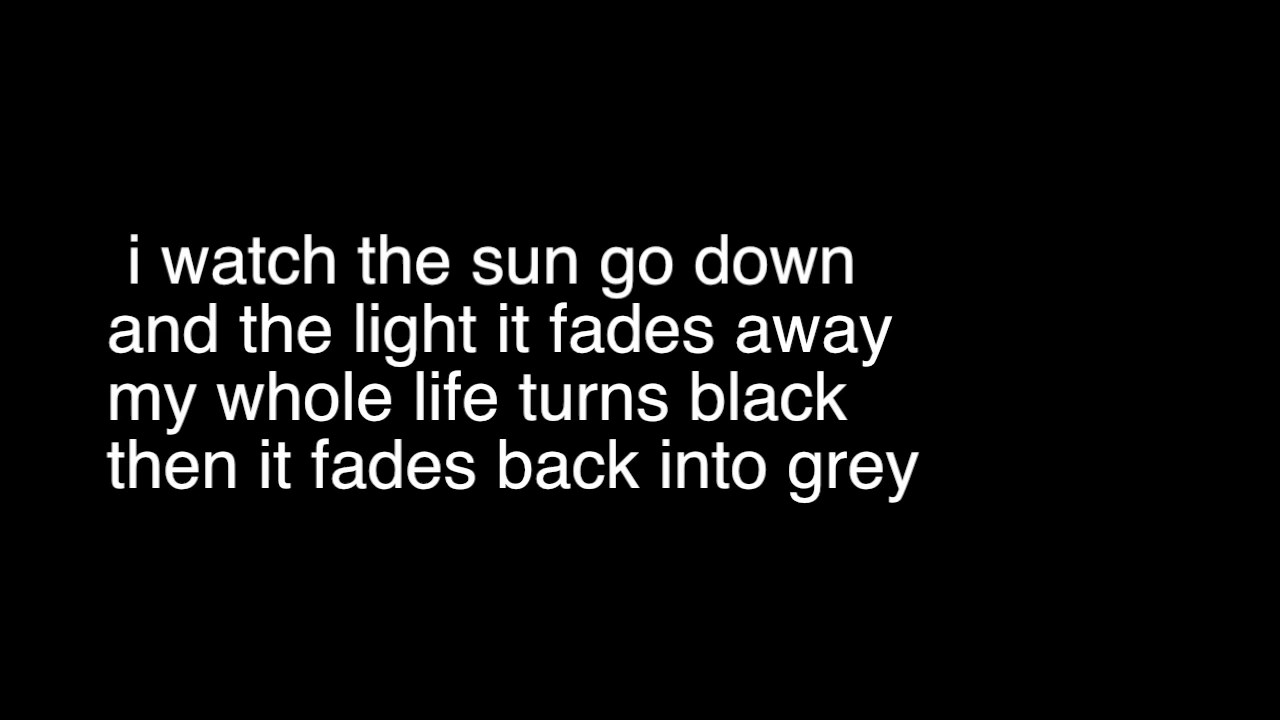 i watch the sun go down
and the light it fades away
my whole life turns black
then it fades back into grey